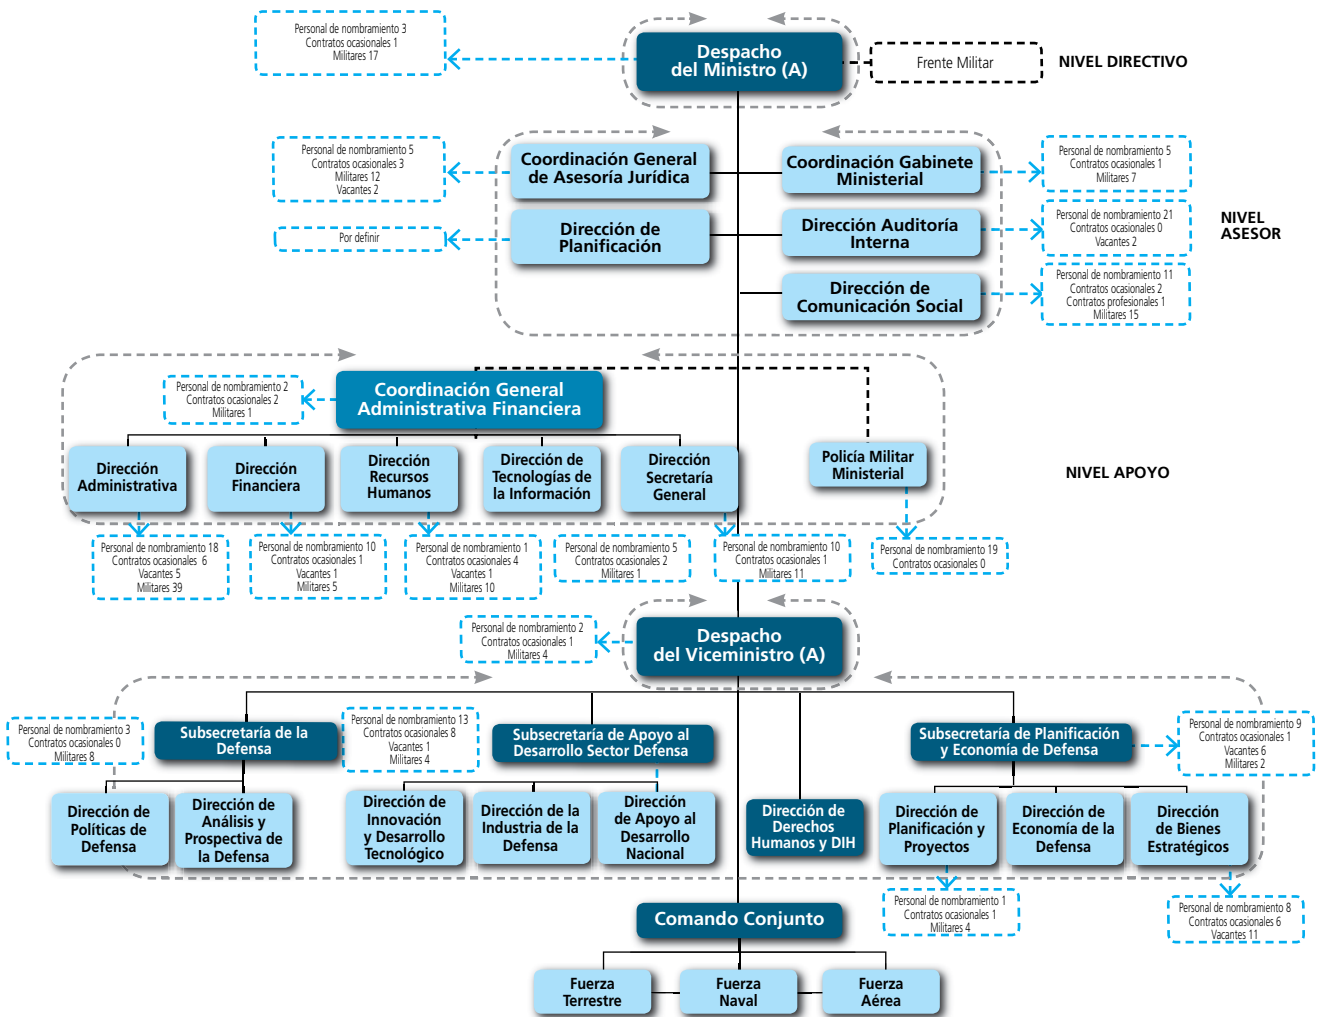 Personal de nombramiento 3
Contratos ocasionales 1
Militares 17
Despacho
del Ministro (A)
Frente Militar
NIVEL DIRECTIVO
Personal de nombramiento 5
Contratos ocasionales 3
Militares 12
Vacantes 2
Coordinación General
de Asesoría Jurídica
Coordinación Gabinete
Ministerial
Personal de nombramiento 5
Contratos ocasionales 1
Militares 7
Por definir
Dirección de
Planificación
Dirección Auditoría
Interna
Personal de nombramiento 21
Contratos ocasionales 0
Vacantes 2
NIVEL
ASESOR
Dirección de
Comunicación Social
Personal de nombramiento 11
Contratos ocasionales 2
Contratos profesionales 1
Militares 15
Personal de nombramiento 2
Contratos ocasionales 2
Militares 1
Coordinación General
Administrativa Financiera
Dirección
Administrativa
Dirección
Financiera
Dirección
Recursos
Humanos
Dirección de
Tecnologías de
la Información
Dirección
Secretaría
General
Policía Militar
Ministerial
NIVEL APOYO
Personal de nombramiento 18
Contratos ocasionales 6
Vacantes 5
Militares 39
Personal de nombramiento 10
Contratos ocasionales 1
Vacantes 1
Militares 5
Personal de nombramiento 1
Contratos ocasionales 4
Vacantes 1
Militares 10
Personal de nombramiento 5
Contratos ocasionales 2
Militares 1
Personal de nombramiento 10
Contratos ocasionales 1
Militares 11
Personal de nombramiento 19
Contratos ocasionales 0
Personal de nombramiento 2
Contratos ocasionales 1
Militares 4
Despacho
del Viceministro (A)
Personal de nombramiento 3
Contratos ocasionales 0
Militares 8
Subsecretaría de la
Defensa
Personal de nombramiento 13
Contratos ocasionales 8
Vacantes 1
Militares 4
Subsecretaría de Apoyo al
Desarrollo Sector Defensa
Subsecretaría de Planificación
y Economía de Defensa
Personal de nombramiento 9
Contratos ocasionales 1
Vacantes 6
Militares 2
Dirección de
Políticas de
Defensa
Dirección de
Análisis y
Prospectiva de
la Defensa
Dirección de
Innovación
y Desarrollo
Tecnológico
Dirección de la
Industria de la
Defensa
Dirección
de Apoyo al
Desarrollo
Nacional
Dirección de
Derechos
Humanos y DIH
Dirección de
Planificación y
Proyectos
Dirección de
Economía de la
Defensa
Dirección
de Bienes
Estratégicos
Personal de nombramiento 1
Contratos ocasionales 1
Militares 4
Personal de nombramiento 8
Contratos ocasionales 6
Vacantes 11
Comando Conjunto
Fuerza
Terrestre
Fuerza
Naval
Fuerza
Aérea